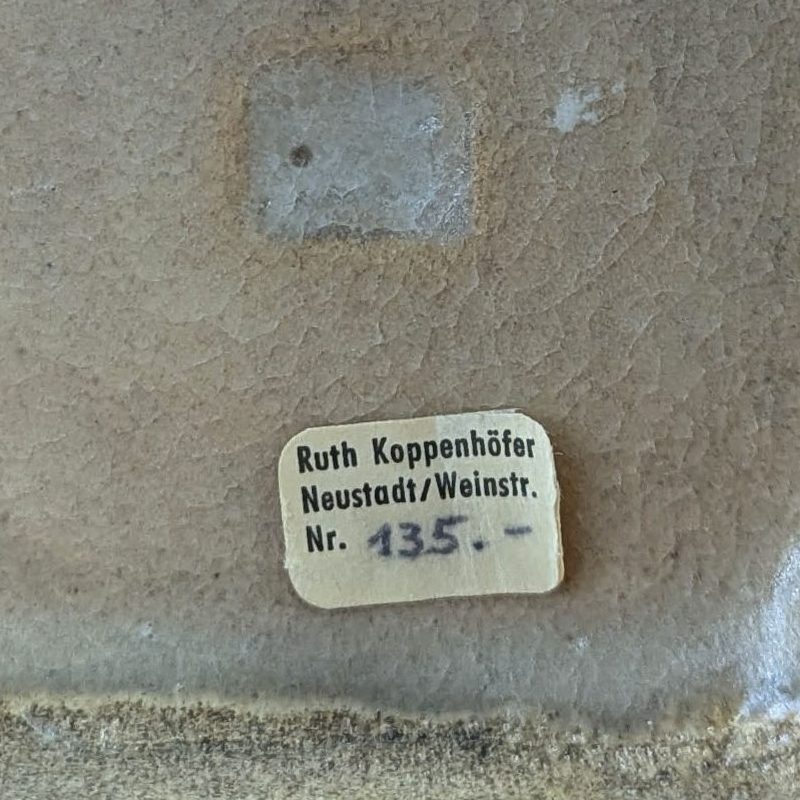 Ruth Koppenhöfer
Neustadt/Weinstr.
Nr. 135.-